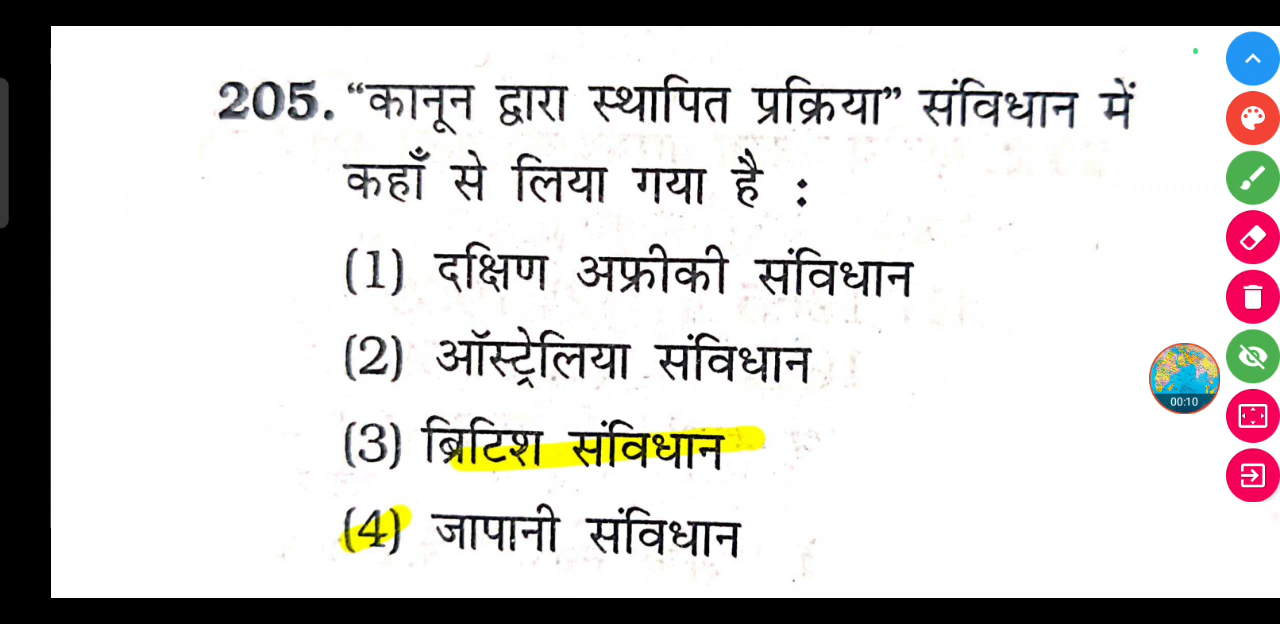 205. “कानून द्वारा स्थापित प्रक्रिया” संविधान में
कहाँ से लिया गया है :
(1) दक्षिण अफ्रीकी संविधान
(2) ऑस्ट्रेलिया संविधान
(3) ब्रिटिश संविधान
(4) जापानी संविधान
00:10